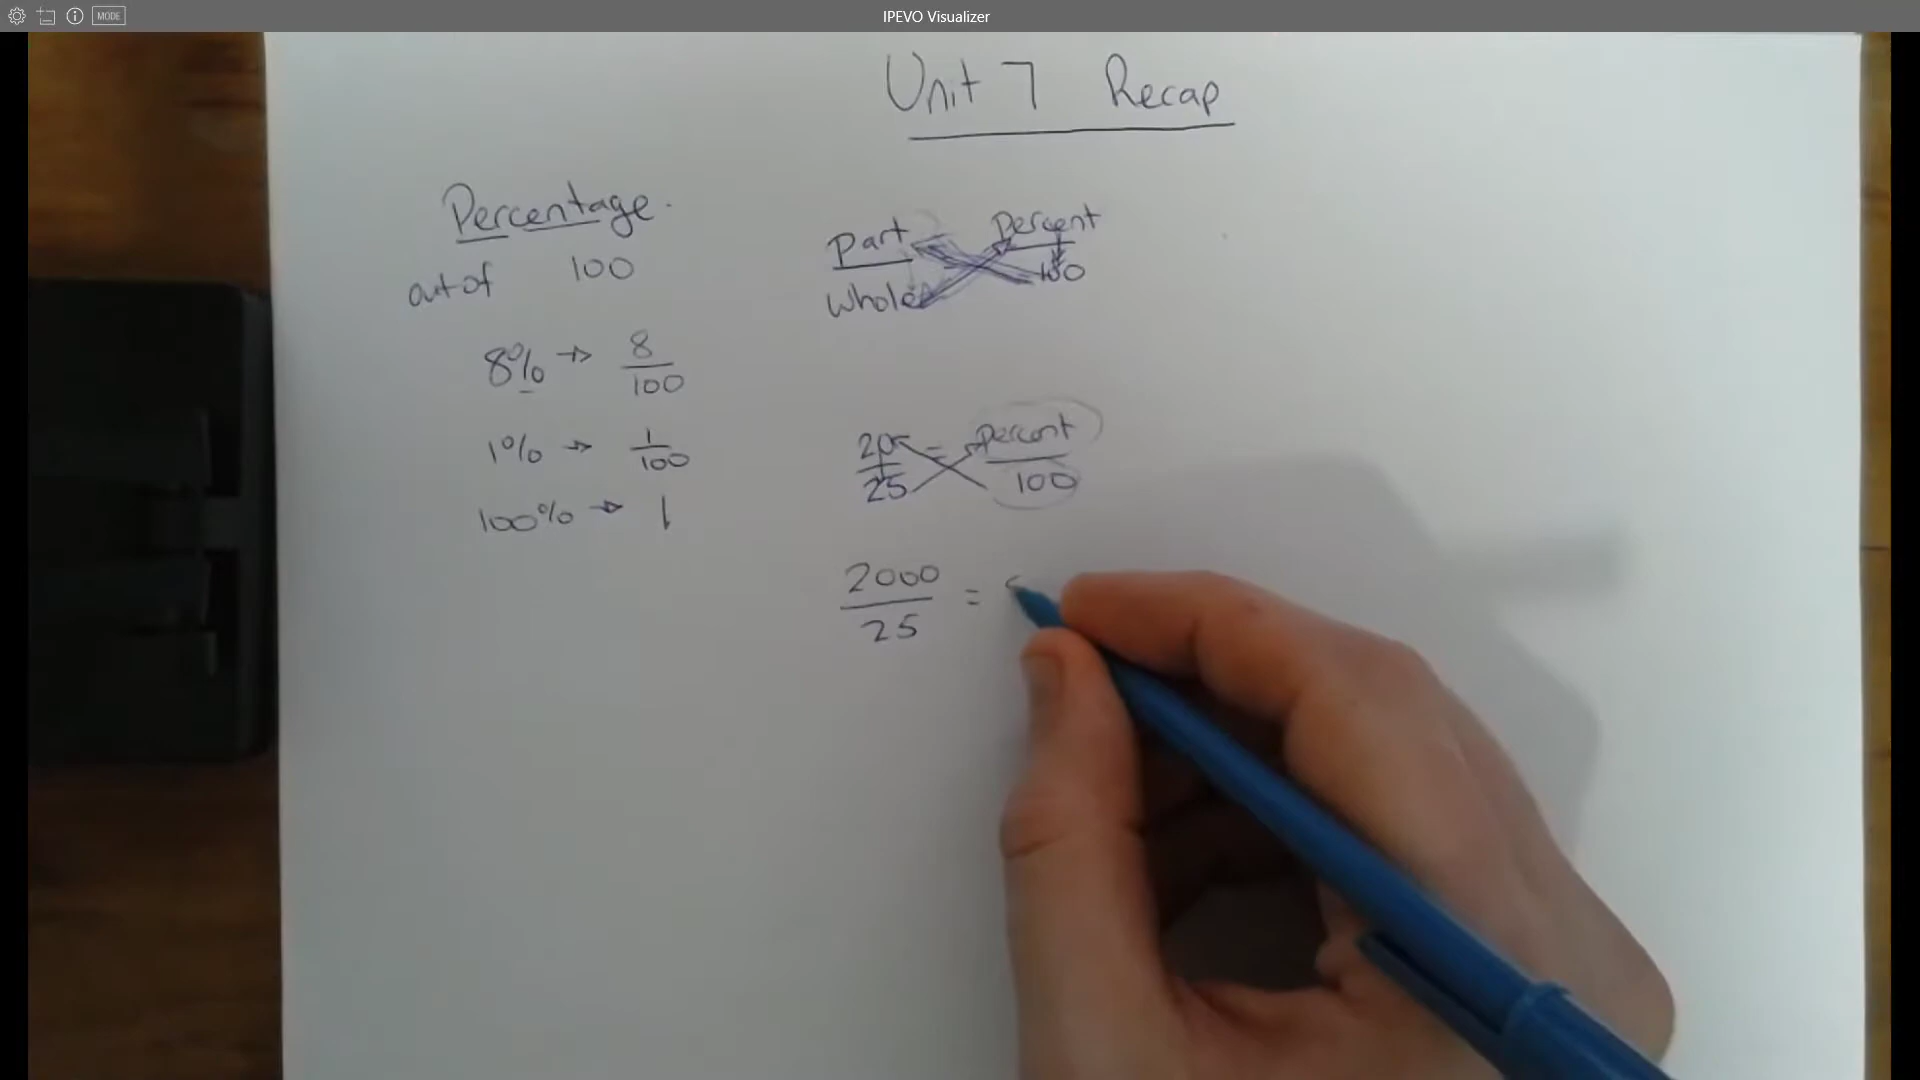 MODE
IPEVO Visualizer
Unit 7 Recap
Percentage.
out of 100
8% → 8/100
1% → 1/100
100% → 1
Part = Percent
Whole 100
20 = Percent
25 100
2000
25 =